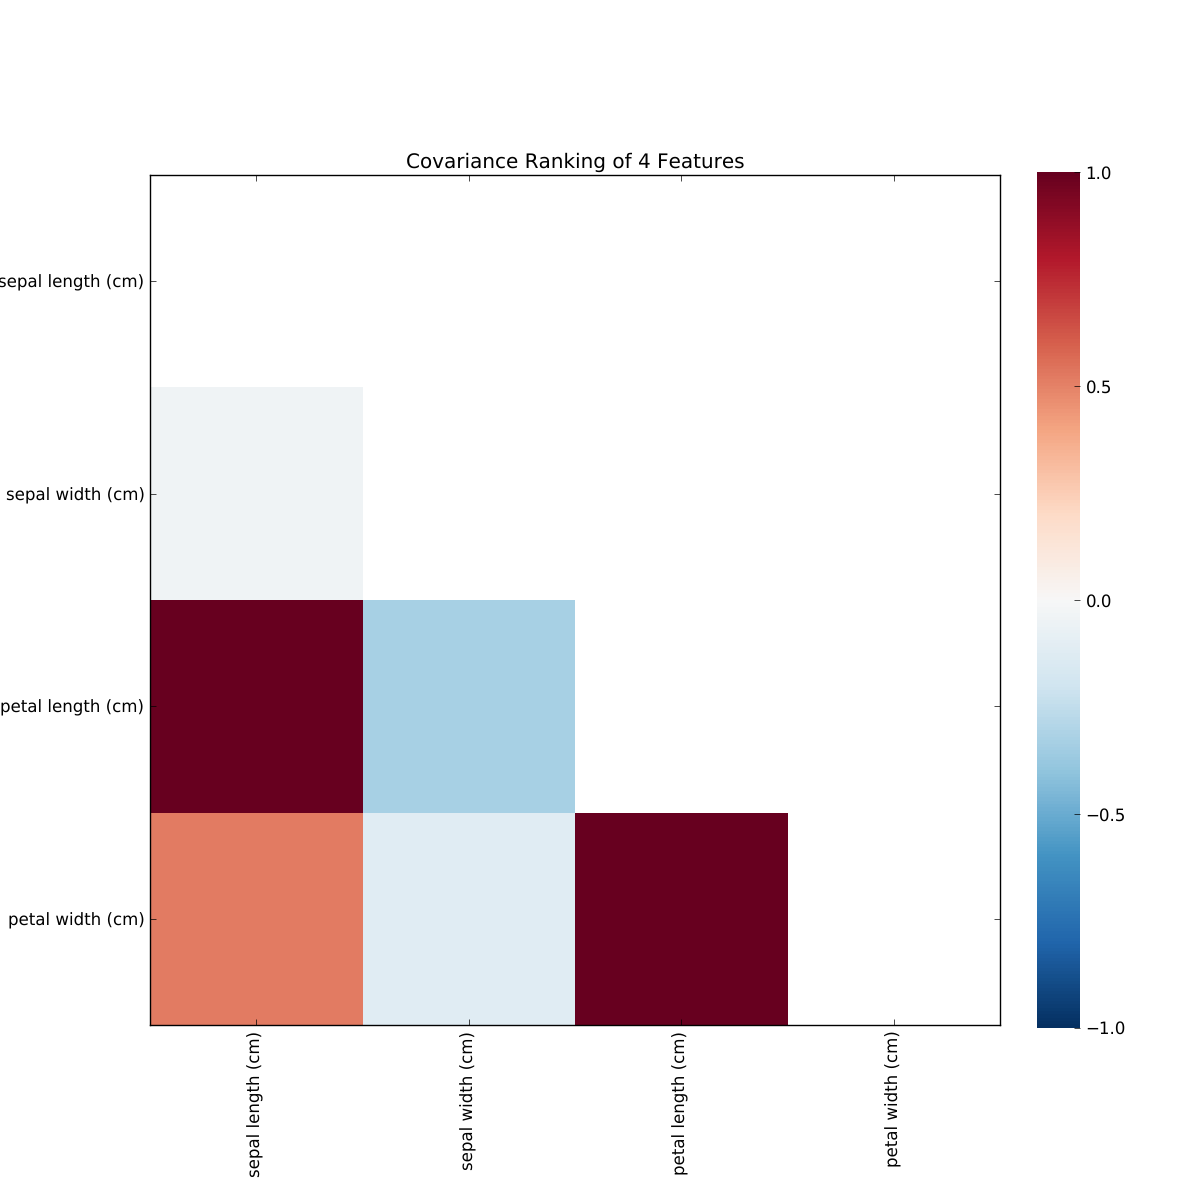 Covariance Ranking of 4 Features
sepal length (cm)
sepal width (cm)
petal length (cm)
petal width (cm)
sepal length (cm)
sepal width (cm)
petal length (cm)
petal width (cm)
1.0
0.5
0.0
−0.5
−1.0